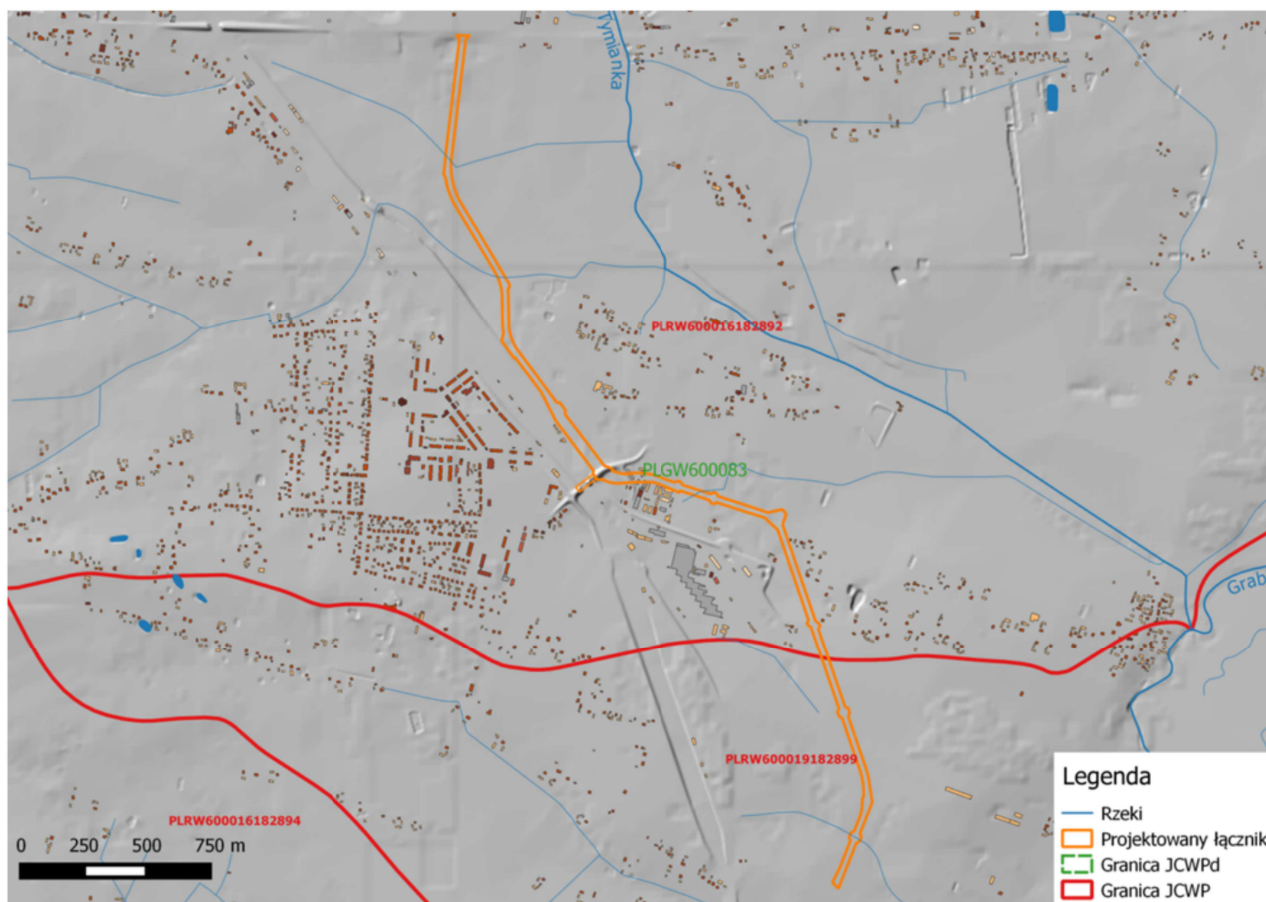 Tymianka
PLRW600016182892
PLGW600083
Grab
PLRW600019182899
PLRW600016182894
0 250 500 750 m
Legenda
Rzeki
Projektowany łącznik
Granica JCWPd
Granica JCWP